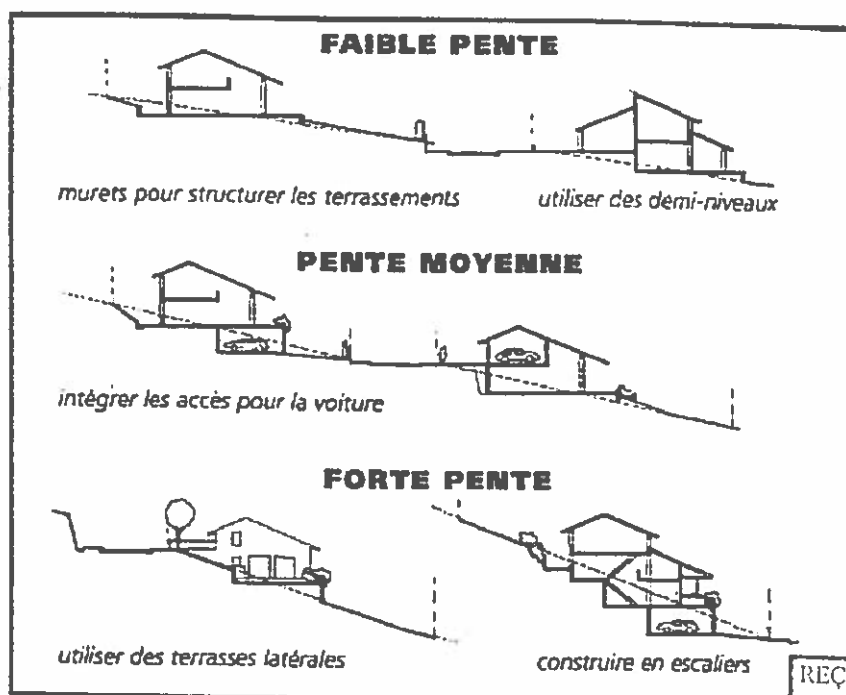 FAIBLE PENTE
murets pour structurer les terrassements
utiliser des demi-niveaux
PENTE MOYENNE
intégrer les accès pour la voiture
FORTE PENTE
utiliser des terrasses latérales
construire en escaliers
REÇ